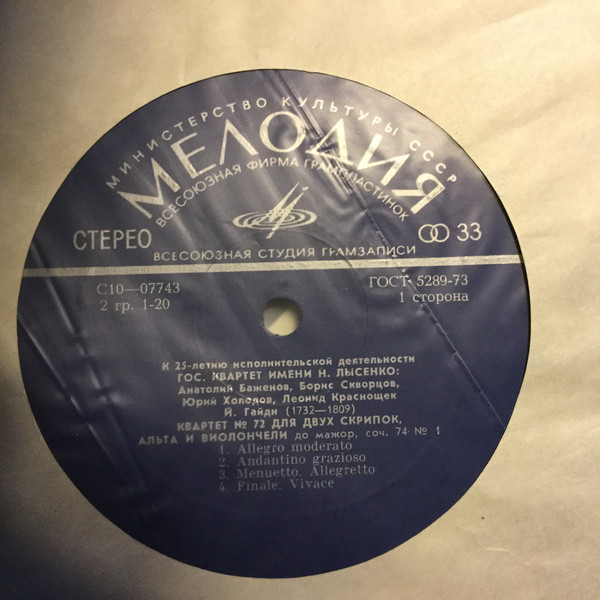 МИНИСТЕРСТВО КУЛЬТУРЫ СССР
МЕЛОДИЯ
ВСЕСОЮЗНАЯ ФИРМА ГРАМПЛАСТИНОК
СТЕРЕО
33
ВСЕСОЮЗНАЯ СТУДИЯ ГРАМЗАПИСИ
С10—07743
ГОСТ 5289-73
2 гр. 1-20
1 сторона
К 25-летию исполнительской деятельности
ГОС. КВАРТЕТ ИМЕНИ Н. ЛЫСЕНКО:
Анатолий Баженов, Борис Скворцов,
Юрий Холодов, Леонид Краснощек
Й. Гайдн (1732—1809)
КВАРТЕТ № 72 ДЛЯ ДВУХ СКРИПОК,
АЛЬТА И ВИОЛОНЧЕЛИ до мажор, соч. 74 № 1
1. Allegro moderato
2. Andantino grazioso
3. Menuetto. Allegretto
4. Finale. Vivace